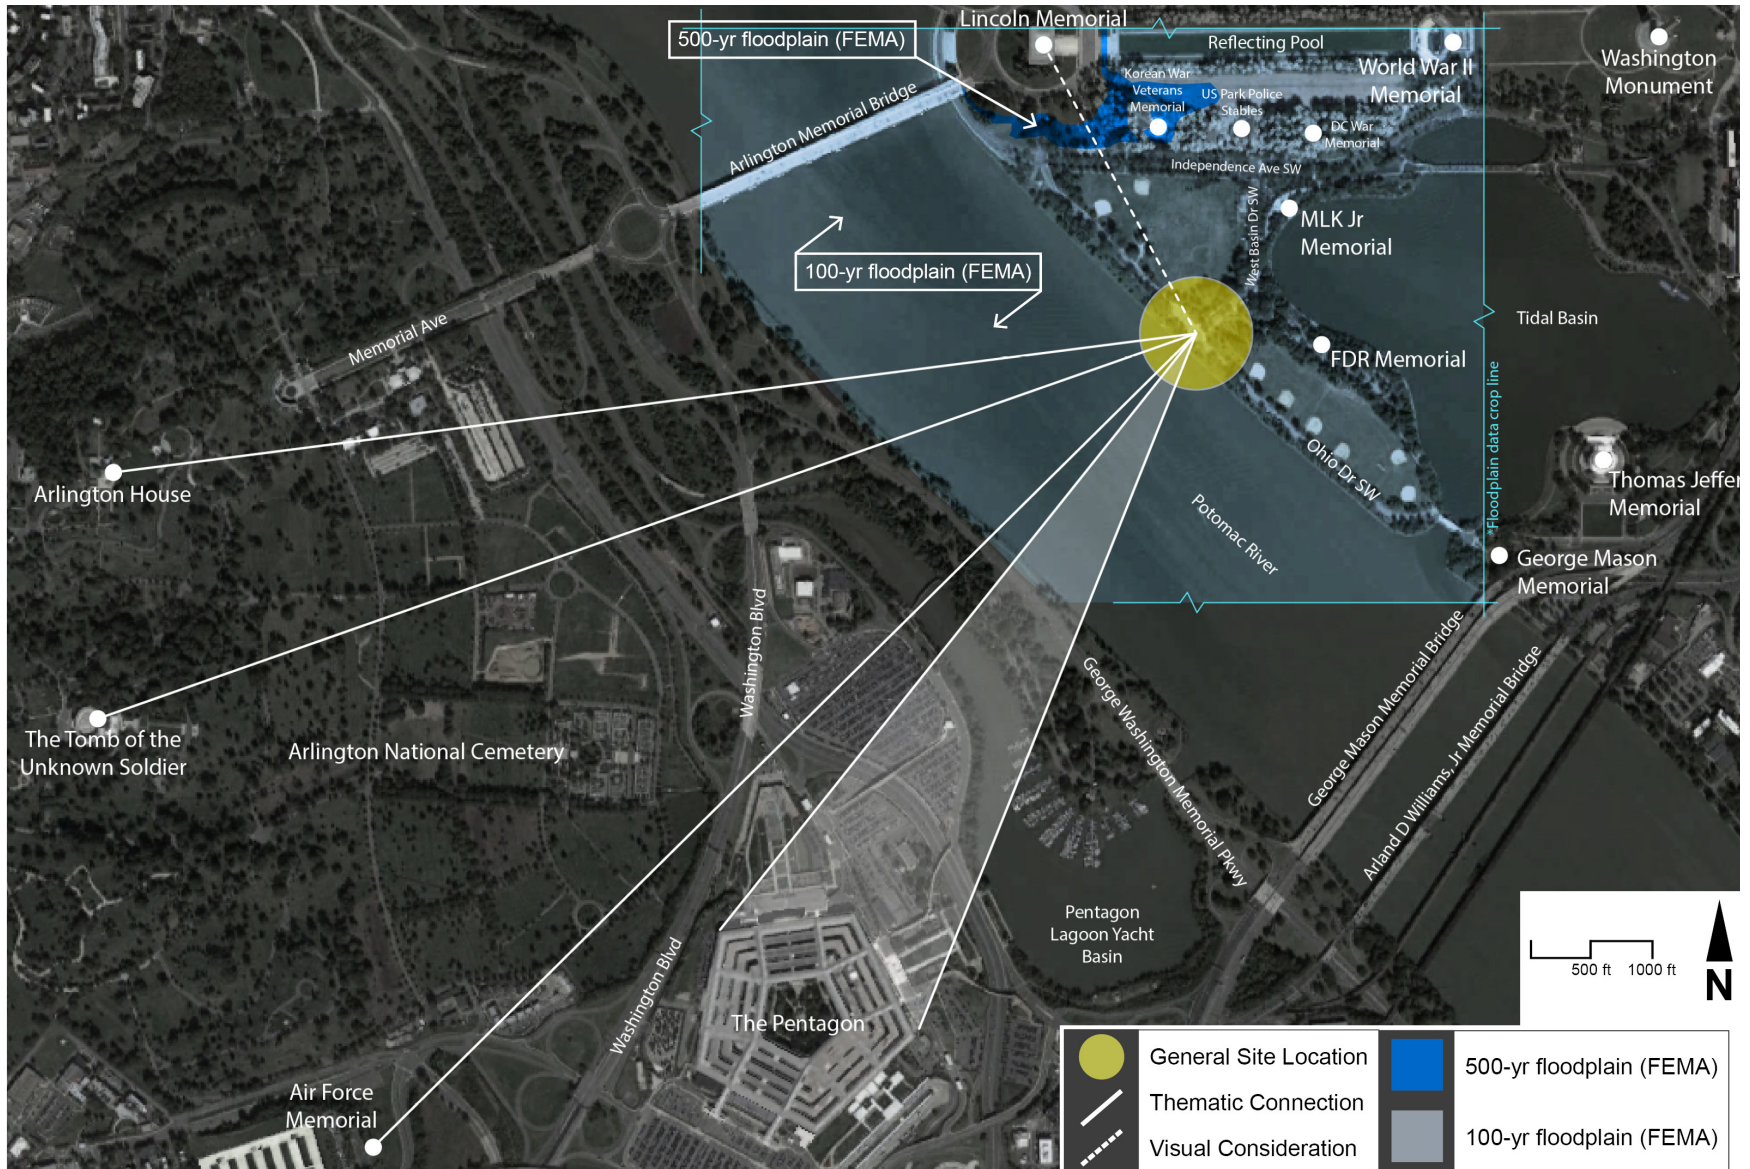 Lincoln Memorial
500-yr floodplain (FEMA)
Reflecting Pool
World War II
Memorial
Washington
Monument
Korean War
Veterans
Memorial
US Park Police
Stables
DC War
Memorial
Arlington Memorial Bridge
Independence Ave SW
West Basin Dr SW
MLK Jr
Memorial
100-yr floodplain (FEMA)
Tidal Basin
Memorial Ave
FDR Memorial
*Floodplain data crop line
Ohio Dr SW
Arlington House
Thomas Jeffer
Memorial
Potomac River
George Mason
Memorial
Washington Blvd
George Washington Memorial Pkwy
George Mason Memorial Bridge
Arland D Williams, Jr Memorial Bridge
The Tomb of the
Unknown Soldier
Arlington National Cemetery
Pentagon
Lagoon Yacht
Basin
500 ft 1000 ft
N
Washington Blvd
The Pentagon
Air Force
Memorial
General Site Location
Thematic Connection
Visual Consideration
500-yr floodplain (FEMA)
100-yr floodplain (FEMA)